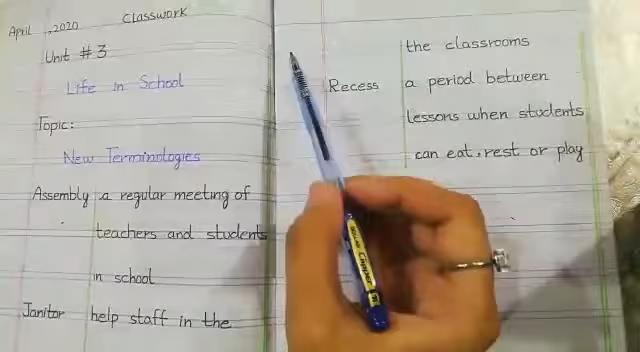 April ,2020 Classwork
Unit # 3
Life in School
Topic:
New Terminologies
Assembly a regular meeting of
teachers and students
in school
Janitor help staff in the
the classrooms
Recess a period between
lessons when students
can eat, rest or play
Clipper